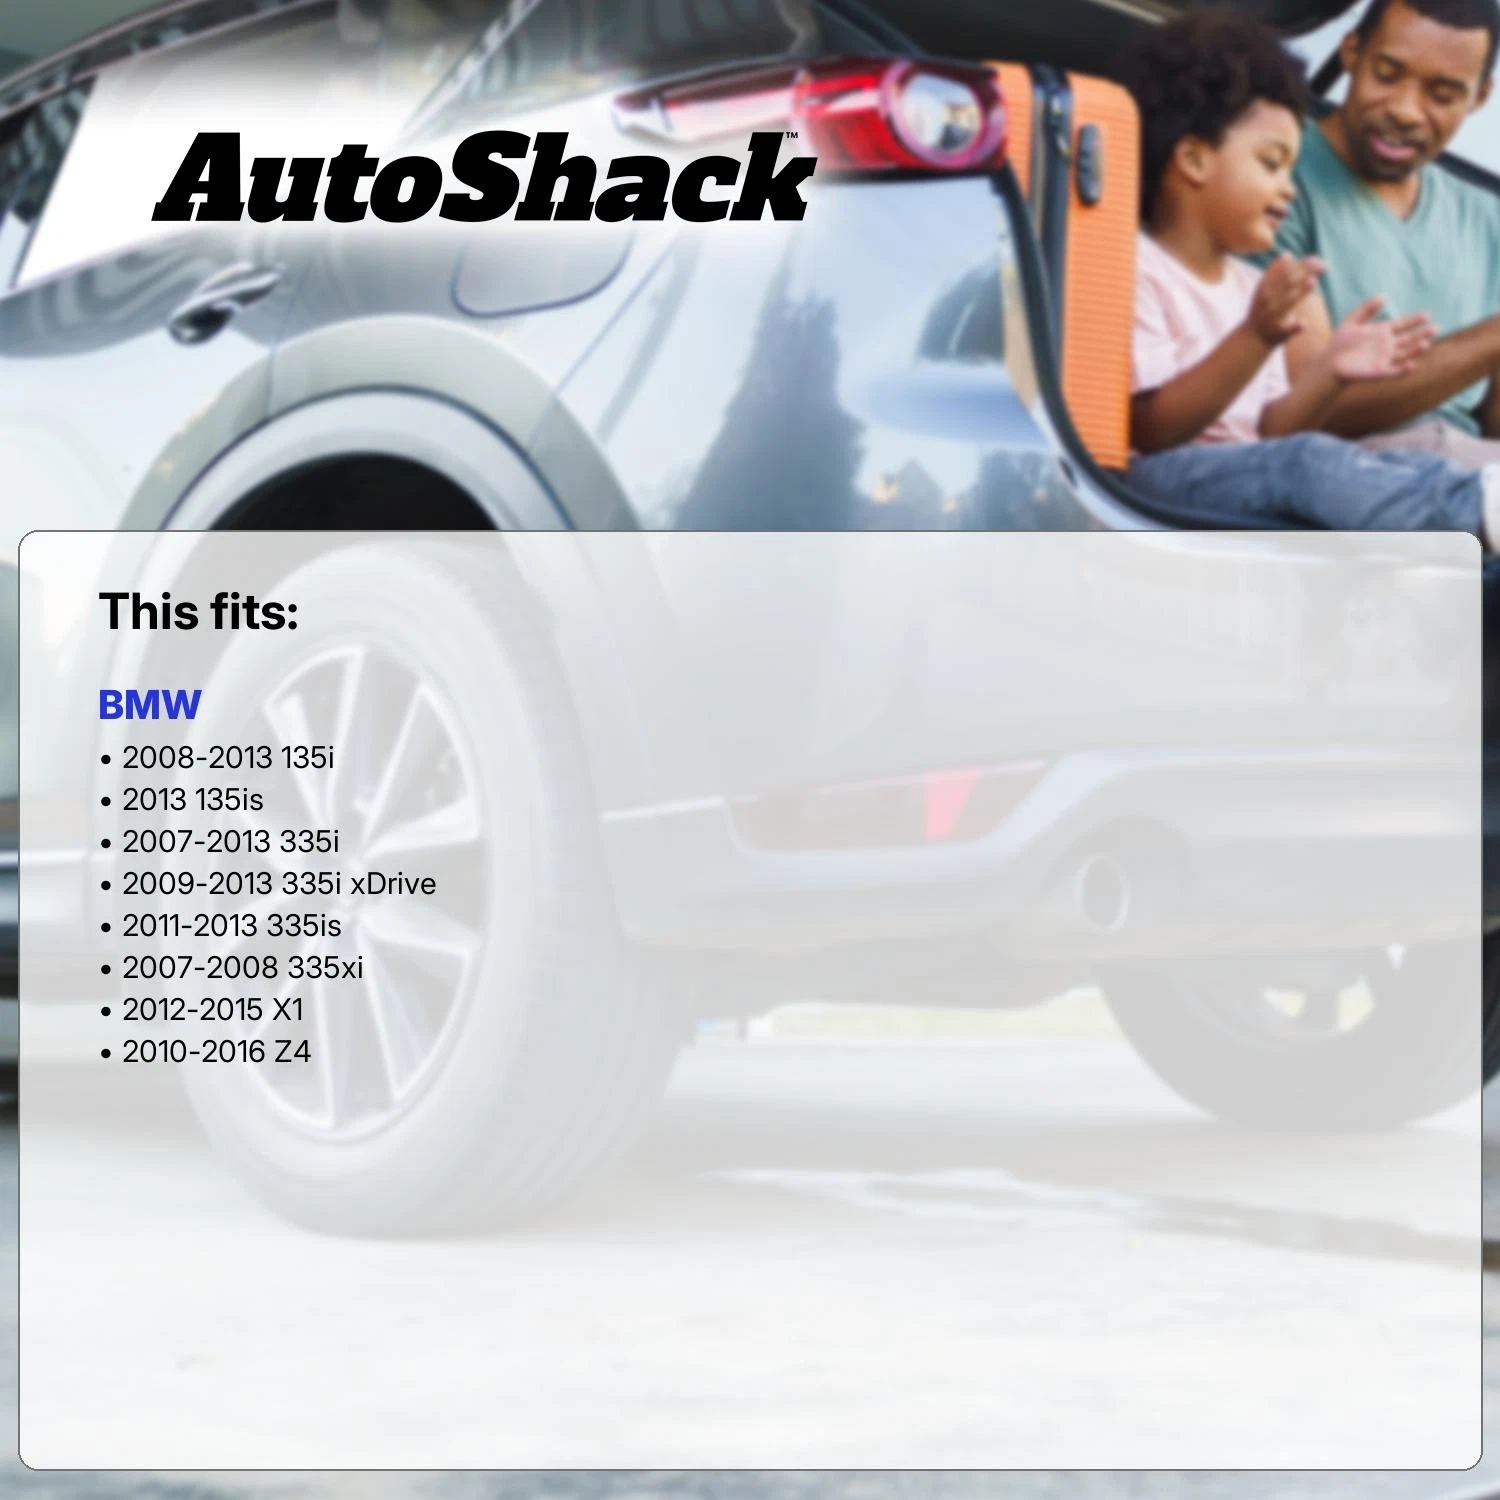 AutoShack™
This fits:
BMW
• 2008-2013 135i
• 2013 135is
• 2007-2013 335i
• 2009-2013 335i xDrive
• 2011-2013 335is
• 2007-2008 335xi
• 2012-2015 X1
• 2010-2016 Z4